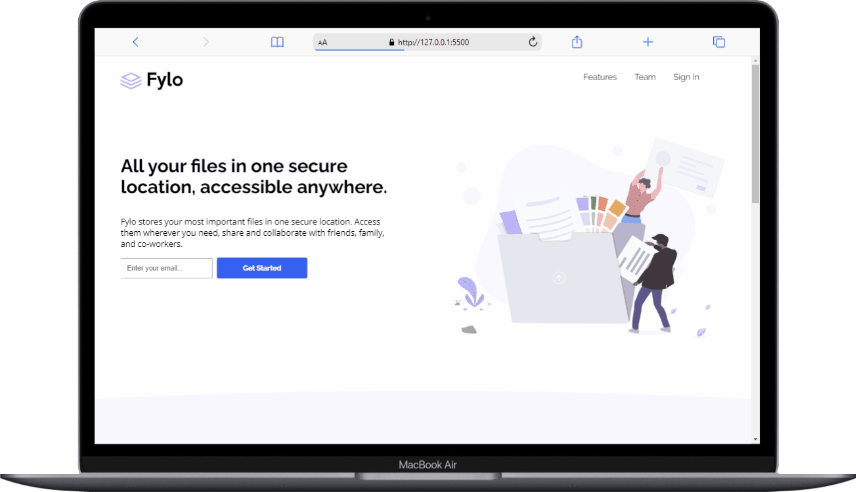 AA http://127.0.0.1:5500
Fylo
Features Team Sign In
All your files in one secure
location, accessible anywhere.
Fylo stores your most important files in one secure location. Access
them wherever you need, share and collaborate with friends, family,
and co-workers.
Enter your email... Get Started
MacBook Air